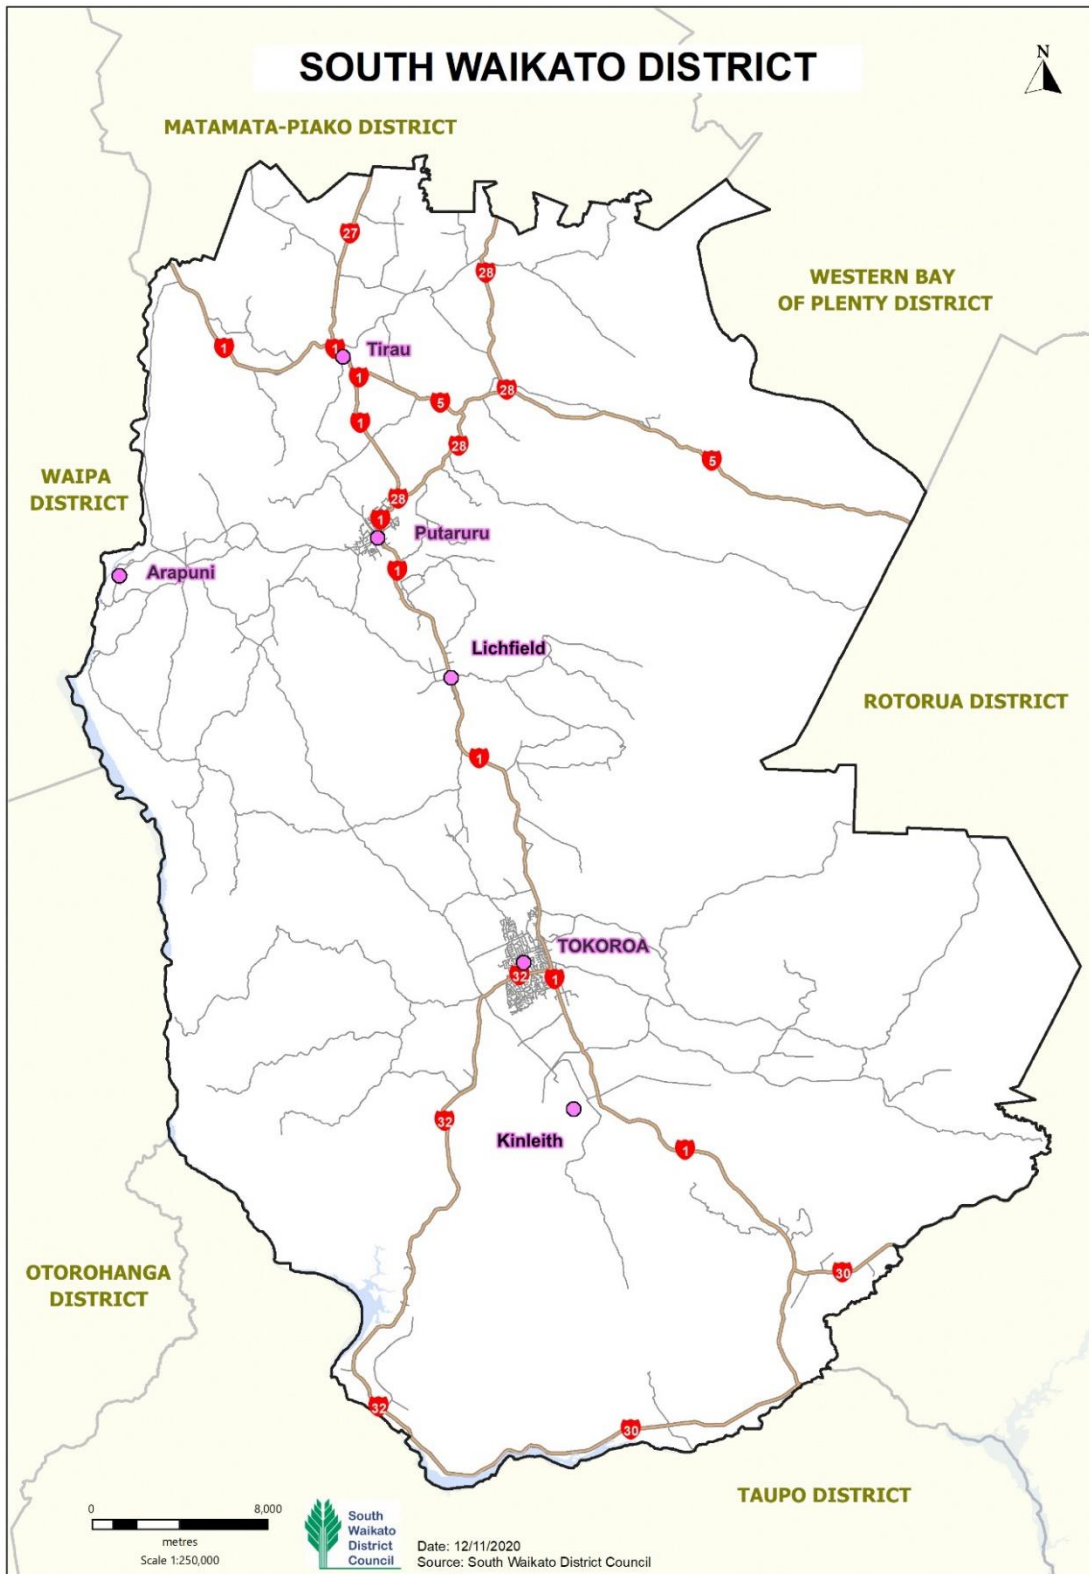 SOUTH WAIKATO DISTRICT
N
MATAMATA-PIAKO DISTRICT
27
28
WESTERN BAY
OF PLENTY DISTRICT
1
1
Tirau
1
28
5
1
28
5
WAIPA
DISTRICT
28
1
Putaruru
Arapuni
1
Lichfield
ROTORUA DISTRICT
1
TOKOROA
32
1
32
Kinleith
1
OTOROHANGA
DISTRICT
30
32
30
TAUPO DISTRICT
0
8,000
metres
Scale 1:250,000
South
Waikato
District
Council
Date: 12/11/2020
Source: South Waikato District Council